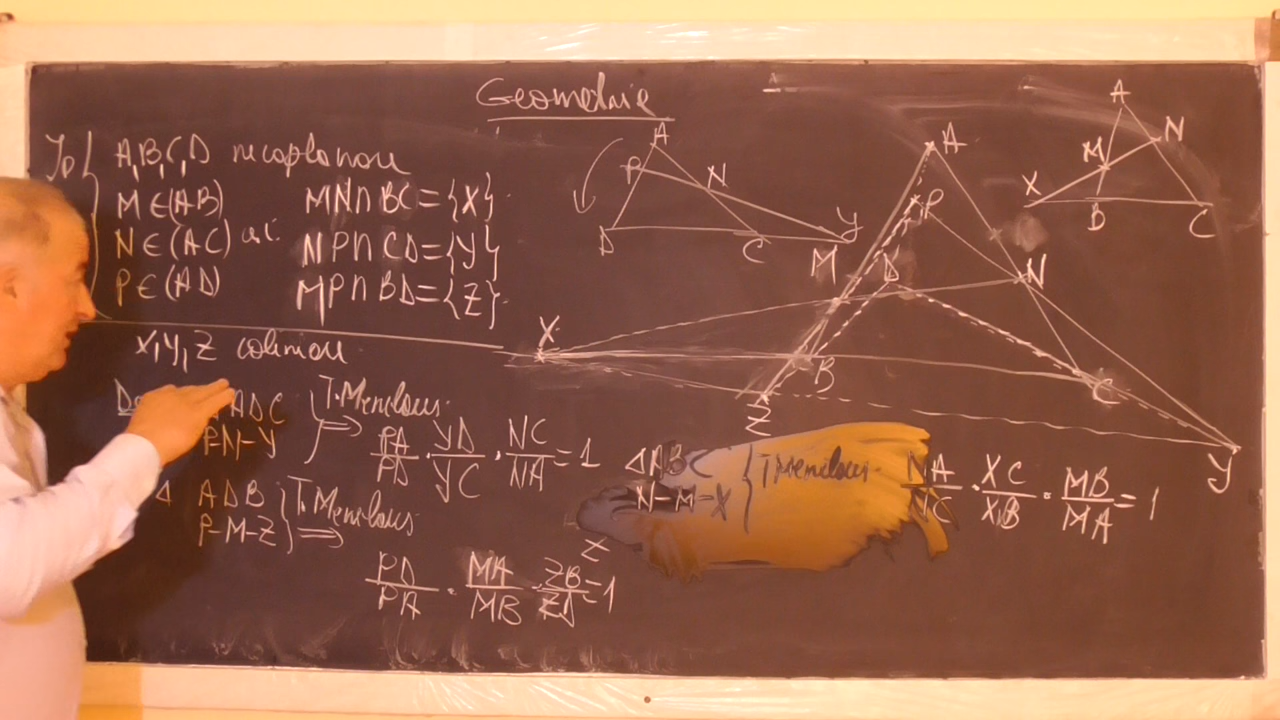 Geometrie
A,B,C,D necoplanare
M∈(AB) MN∩BC={X}
N∈(AC) aî. NP∩CD={Y}
P∈(AD) MP∩BD={Z}
X,Y,Z coliniare
ADC } T.Menelaus
PN-Y ⟹ PA/PD · YD/YC · NC/NA = 1
Δ ADB } T.Menelaus
P-M-Z ⟹
PD/PA · MA/MB · ZB/ZD = 1
ΔABC { T.Menelaus
N-M-X NA/NC · XC/XB · MB/MA = 1
A
P
N
D
C
Y
A
P
M
D
N
X
B
C
Z
Y
A
N
M
X
B
C